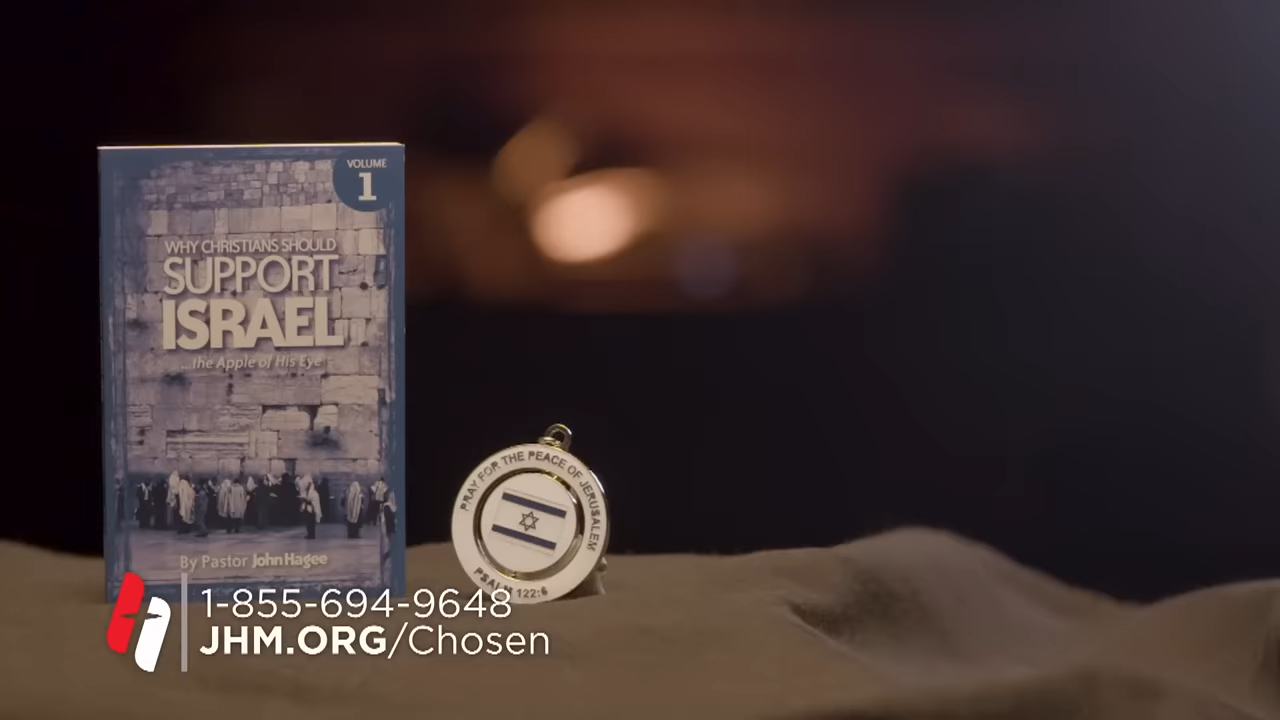 VOLUME
1
WHY CHRISTIANS SHOULD
SUPPORT
ISRAEL
...the Apple of His Eye
By Pastor John Hagee
PRAY FOR THE PEACE OF JERUSALEM
PSALM 122:6
1-855-694-9648
JHM.ORG/Chosen